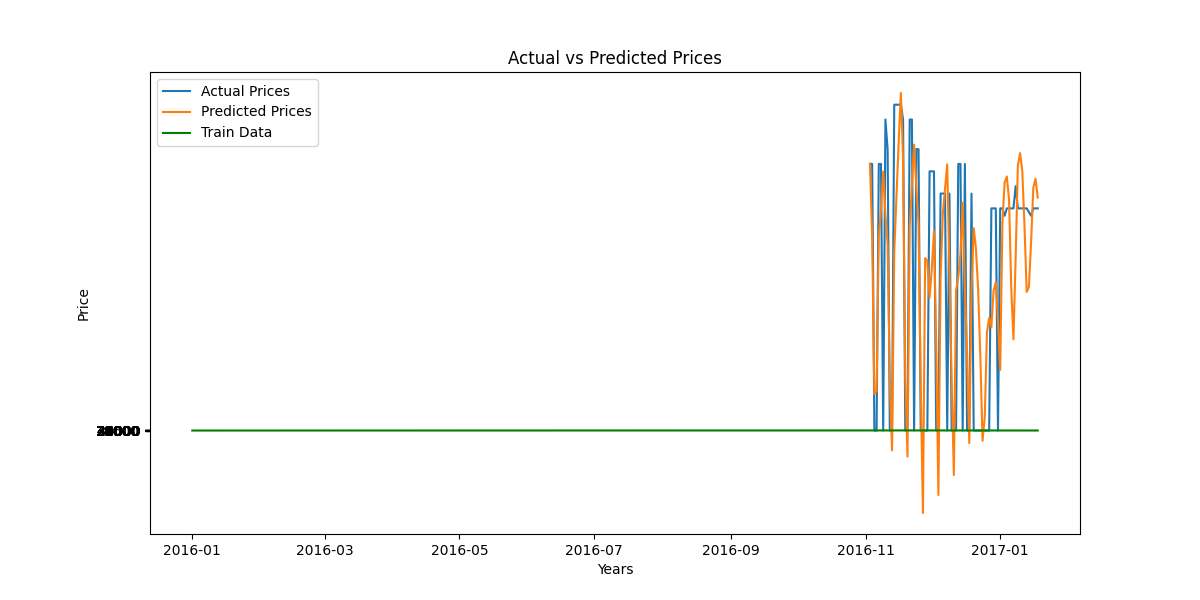 Actual vs Predicted Prices
Actual Prices
Predicted Prices
Train Data
Price
2016-01 2016-03 2016-05 2016-07 2016-09 2016-11 2017-01
Years